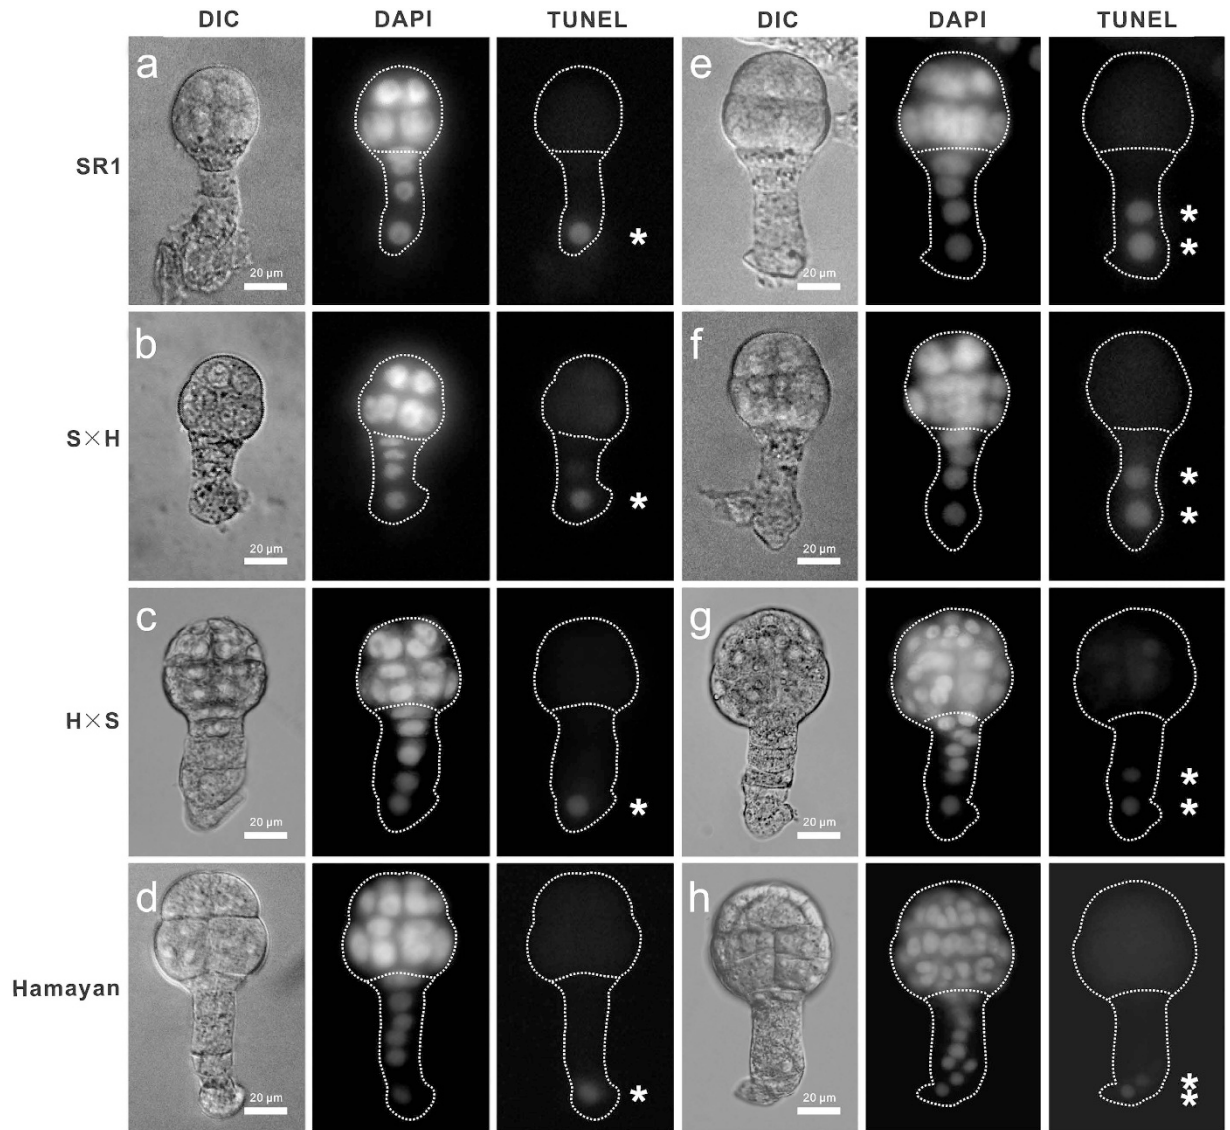 DIC DAPI TUNEL DIC DAPI TUNEL
SR1 a 20 µm * e 20 µm * *
S×H b 20 µm * f 20 µm * *
H×S c 20 µm * g 20 µm * *
Hamayan d 20 µm * h 20 µm * *